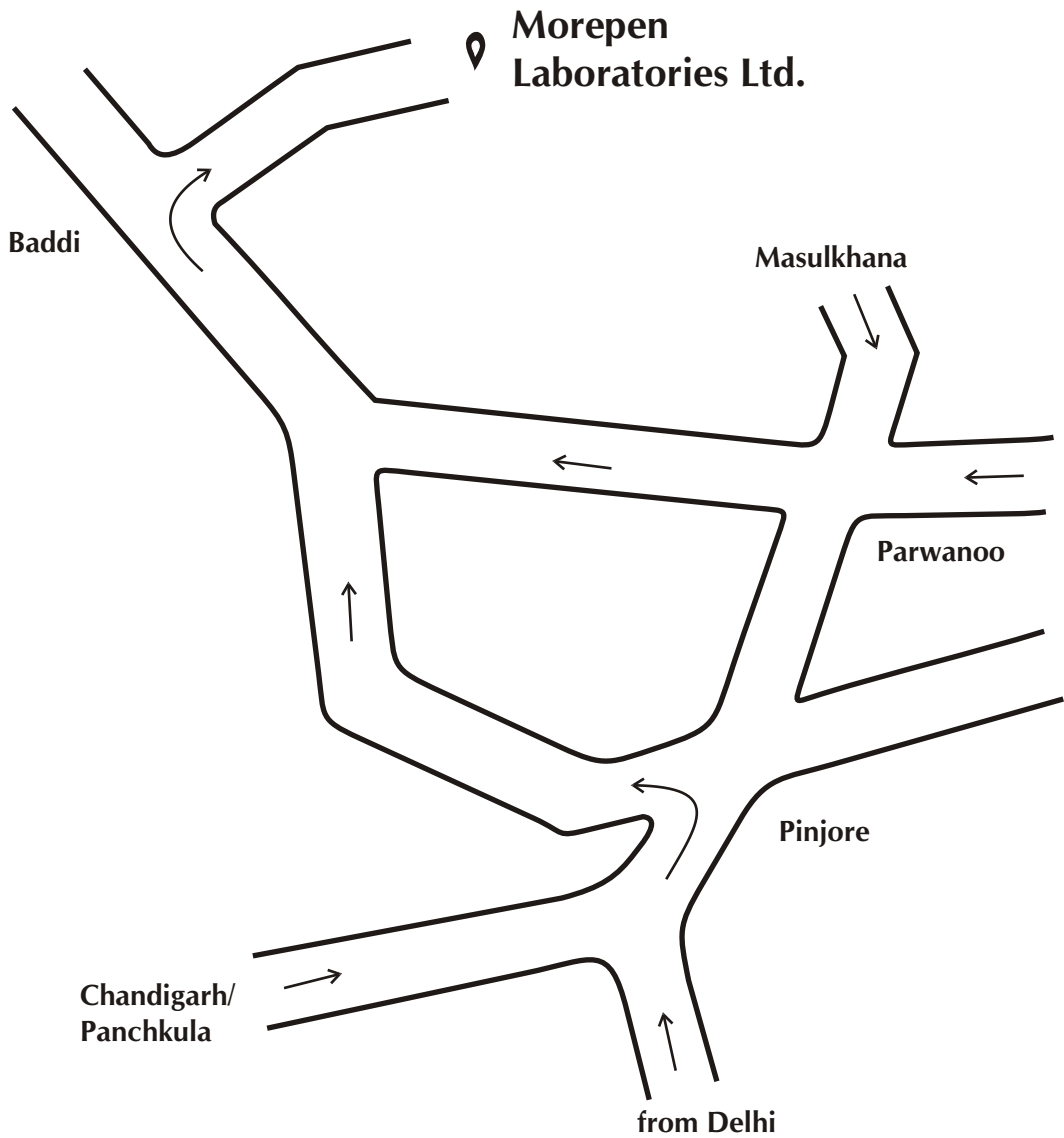 Morepen
Laboratories Ltd.
Baddi
Masulkhana
Parwanoo
Pinjore
Chandigarh/
Panchkula
from Delhi